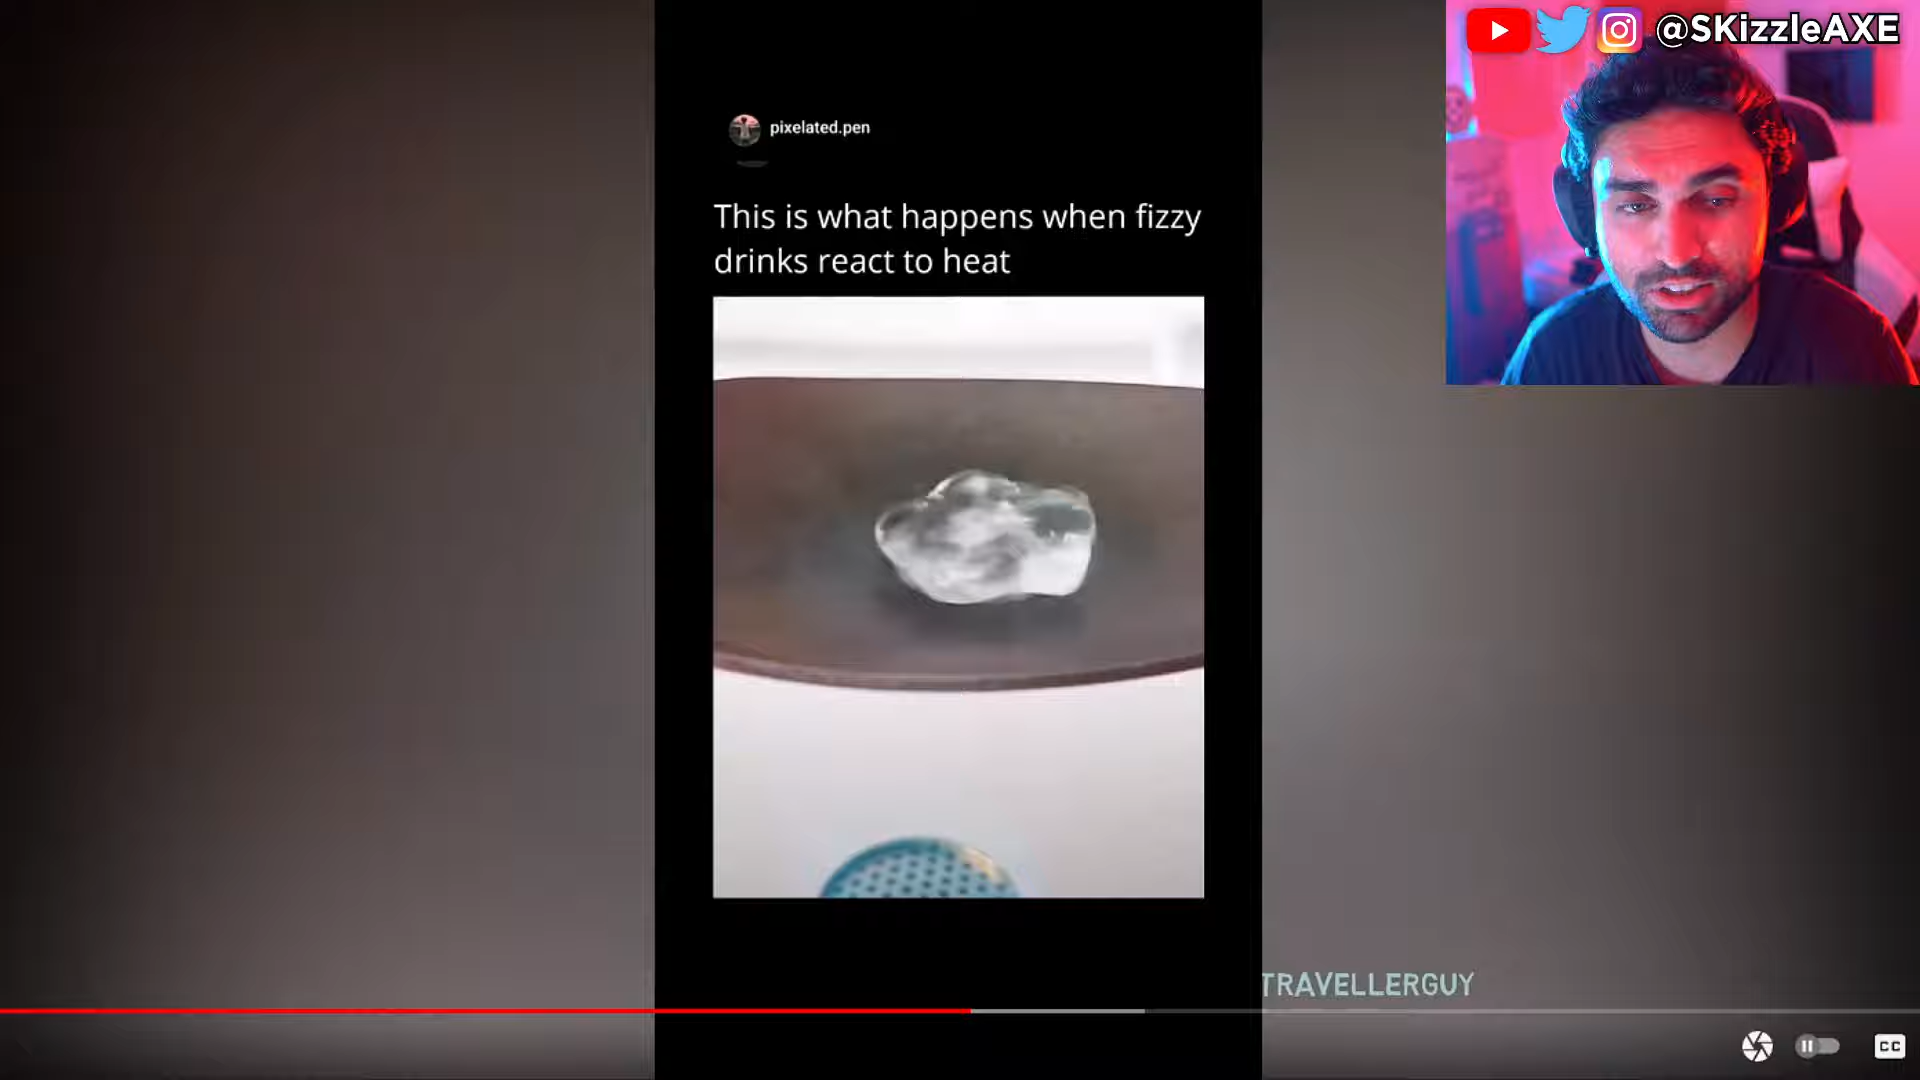 @SKizzleAXE
pixelated.pen
This is what happens when fizzy
drinks react to heat
TRAVELLERGUY
CC